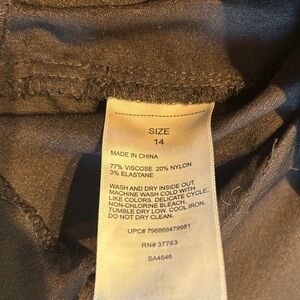 SIZE
14
MADE IN CHINA
77% VISCOSE 20% NYLON
3% ELASTANE
WASH AND DRY INSIDE OUT.
MACHINE WASH COLD WITH
LIKE COLORS. DELICATE CYCLE.
NON-CHLORINE BLEACH.
TUMBLE DRY LOW. COOL IRON.
DO NOT DRY CLEAN.
UPC# 796866479981
RN# 37763
SA4646